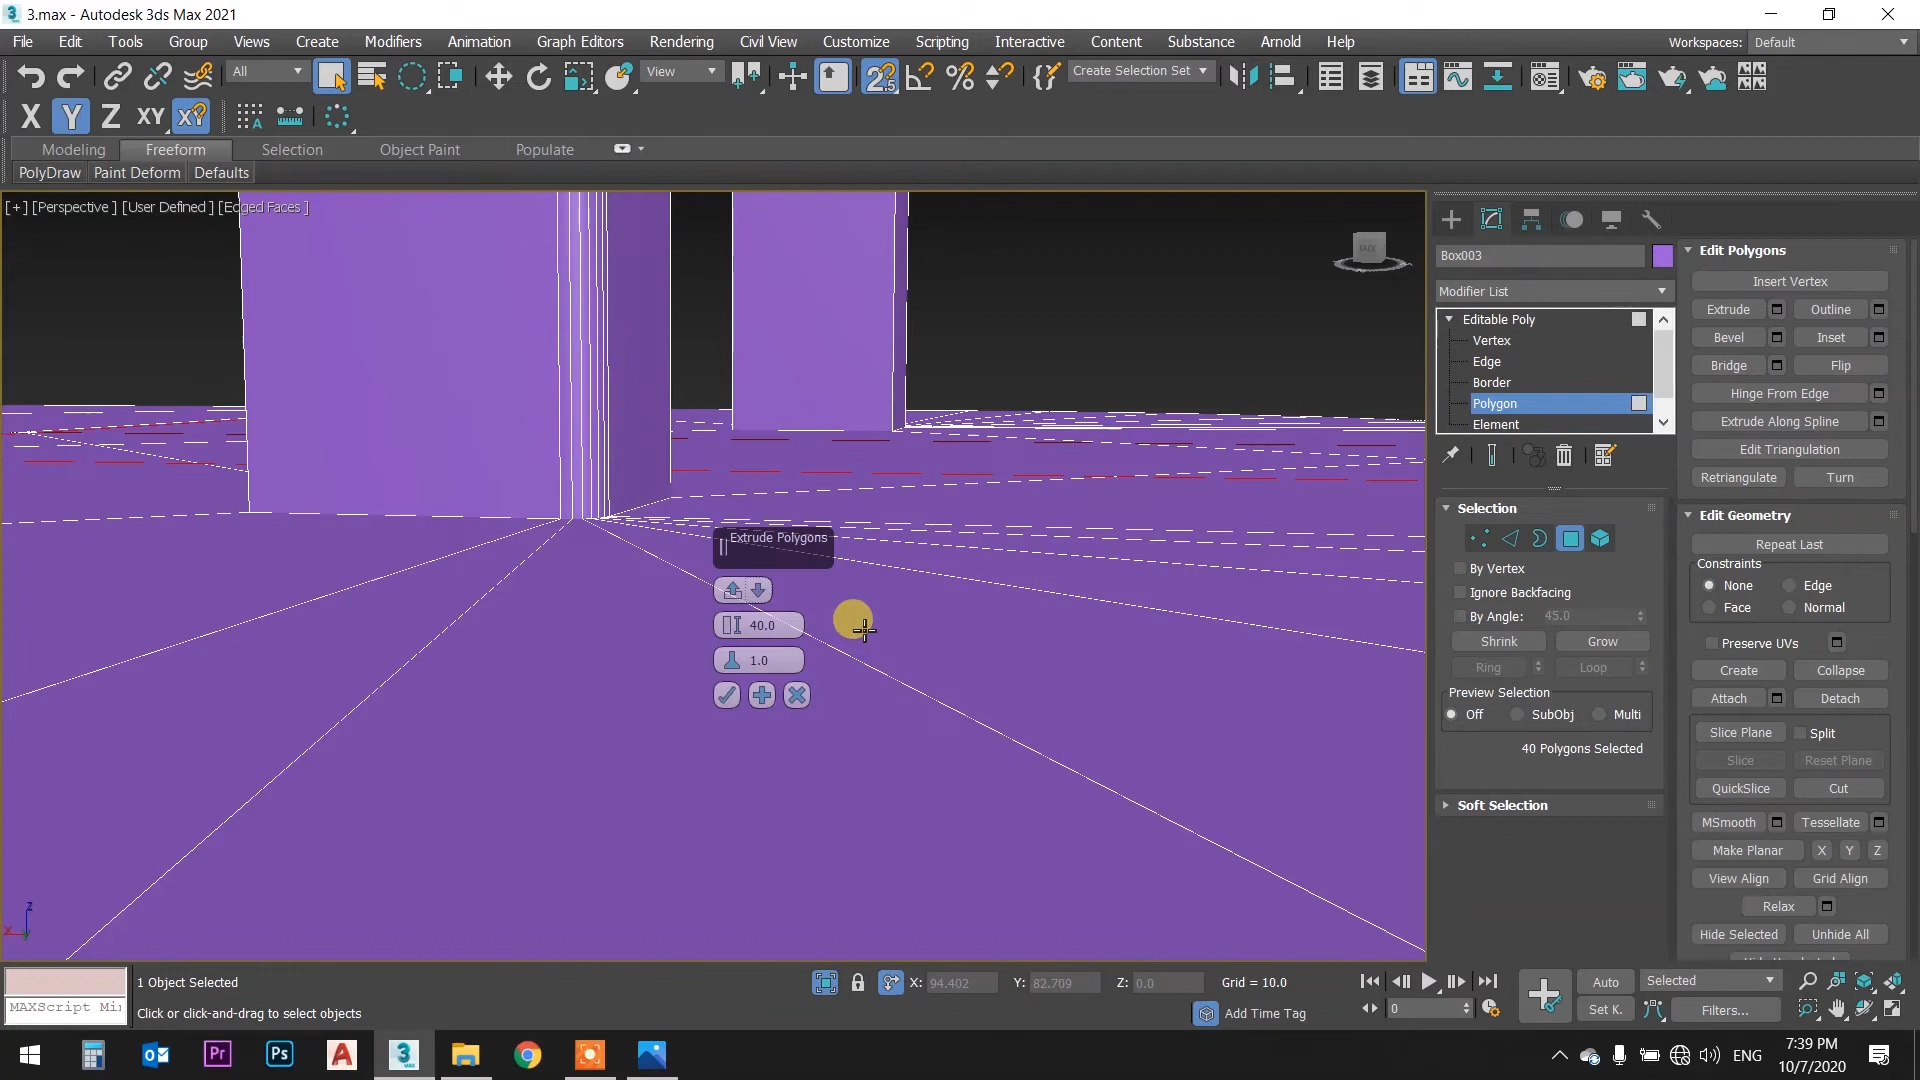 3.max - Autodesk 3ds Max 2021
File Edit Tools Group Views Create Modifiers Animation Graph Editors Rendering Civil View Customize Scripting Interactive Content Substance Arnold Help Workspaces: Default
All View Create Selection Set
X Y Z XY
Modeling Freeform Selection Object Paint Populate
PolyDraw Paint Deform Defaults
[+] [Perspective ] [User Defined ] [Edged Faces ]
Extrude Polygons
40.0
1.0
Box003
Modifier List
Editable Poly
Vertex
Edge
Border
Polygon
Element
Selection
By Vertex
Ignore Backfacing
By Angle: 45.0
Shrink Grow
Ring Loop
Preview Selection
Off SubObj Multi
40 Polygons Selected
Soft Selection
Edit Polygons
Insert Vertex
Extrude Outline
Bevel Inset
Bridge Flip
Hinge From Edge
Extrude Along Spline
Edit Triangulation
Retriangulate Turn
Edit Geometry
Repeat Last
Constraints
None Edge
Face Normal
Preserve UVs
Create Collapse
Attach Detach
Slice Plane Split
Slice Reset Plane
QuickSlice Cut
MSmooth Tessellate
Make Planar X Y Z
View Align Grid Align
Relax
Hide Selected Unhide All
z
x
1 Object Selected X: 94.402 Y: 82.709 Z: 0.0 Grid = 10.0 Auto Selected
MAXScript Mi Click or click-and-drag to select objects Add Time Tag 0 Set K. Filters...
Pr Ps A 3 ENG 7:39 PM
10/7/2020